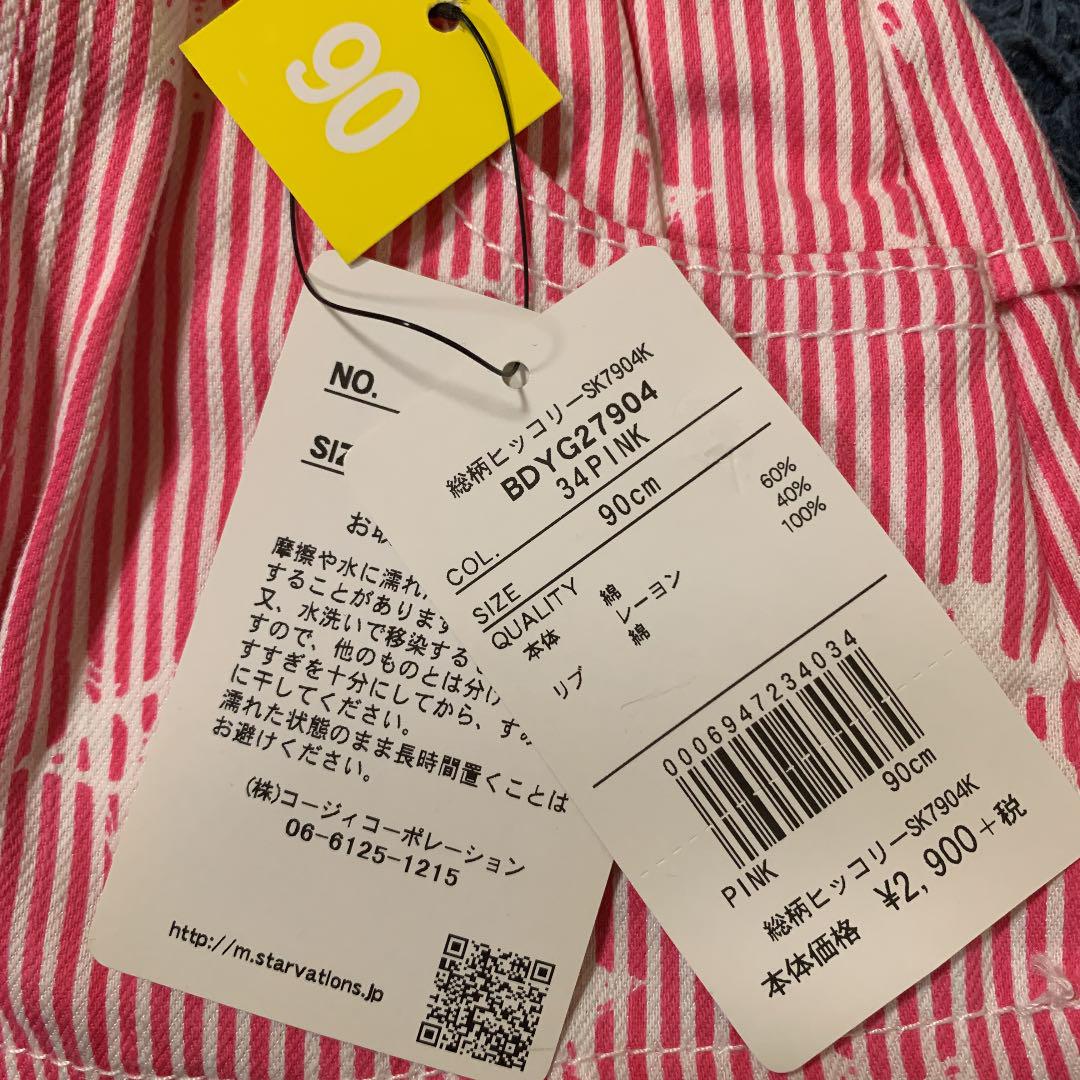 90
NO.
SIZ
お取
摩擦や水に濡れ
することがあります
又、水洗いで移染する
すので、他のものとは分け
すすぎを十分にしてから、す
に干してください。
濡れた状態のまま長時間置くことは
お避けください。
(株)コージィコーポレーション
06-6125-1215
http://m.starvations.jp
総柄ヒッコリーSK7904K
BDYG27904
COL. 34PINK
SIZE 90cm
QUALITY
本体 綿 60%
レーヨン 40%
リブ 綿 100%
0006947234034
PINK 90cm
総柄ヒッコリーSK7904K
本体価格 ¥2,900+税